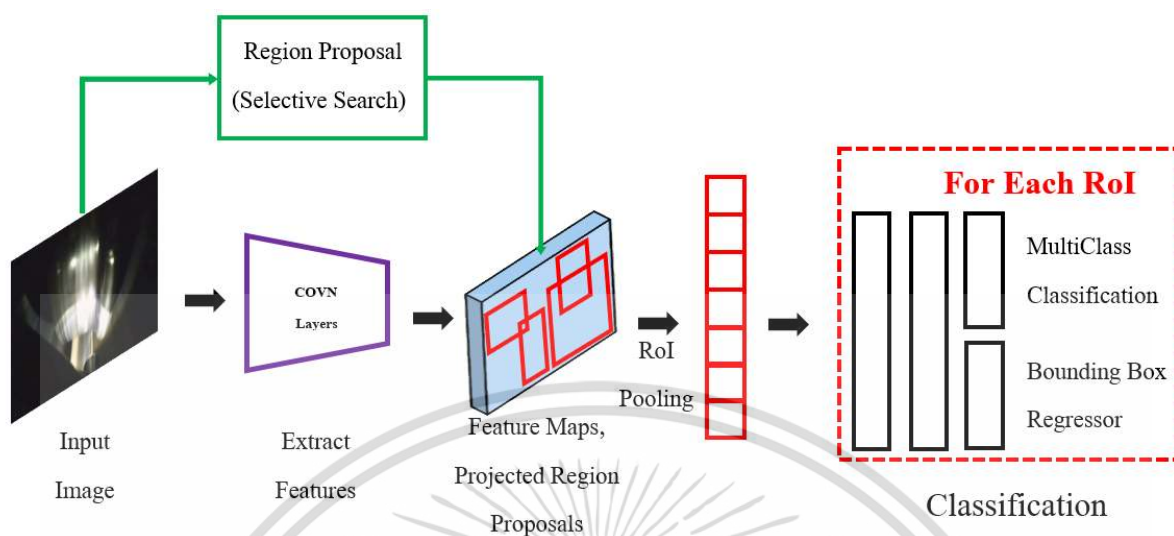 Region Proposal
(Selective Search)
For Each RoI
MultiClass
Classification
Bounding Box
Regressor
COVN
Layers
RoI
Pooling
Input
Image
Extract
Features
Feature Maps,
Projected Region
Proposals
Classification